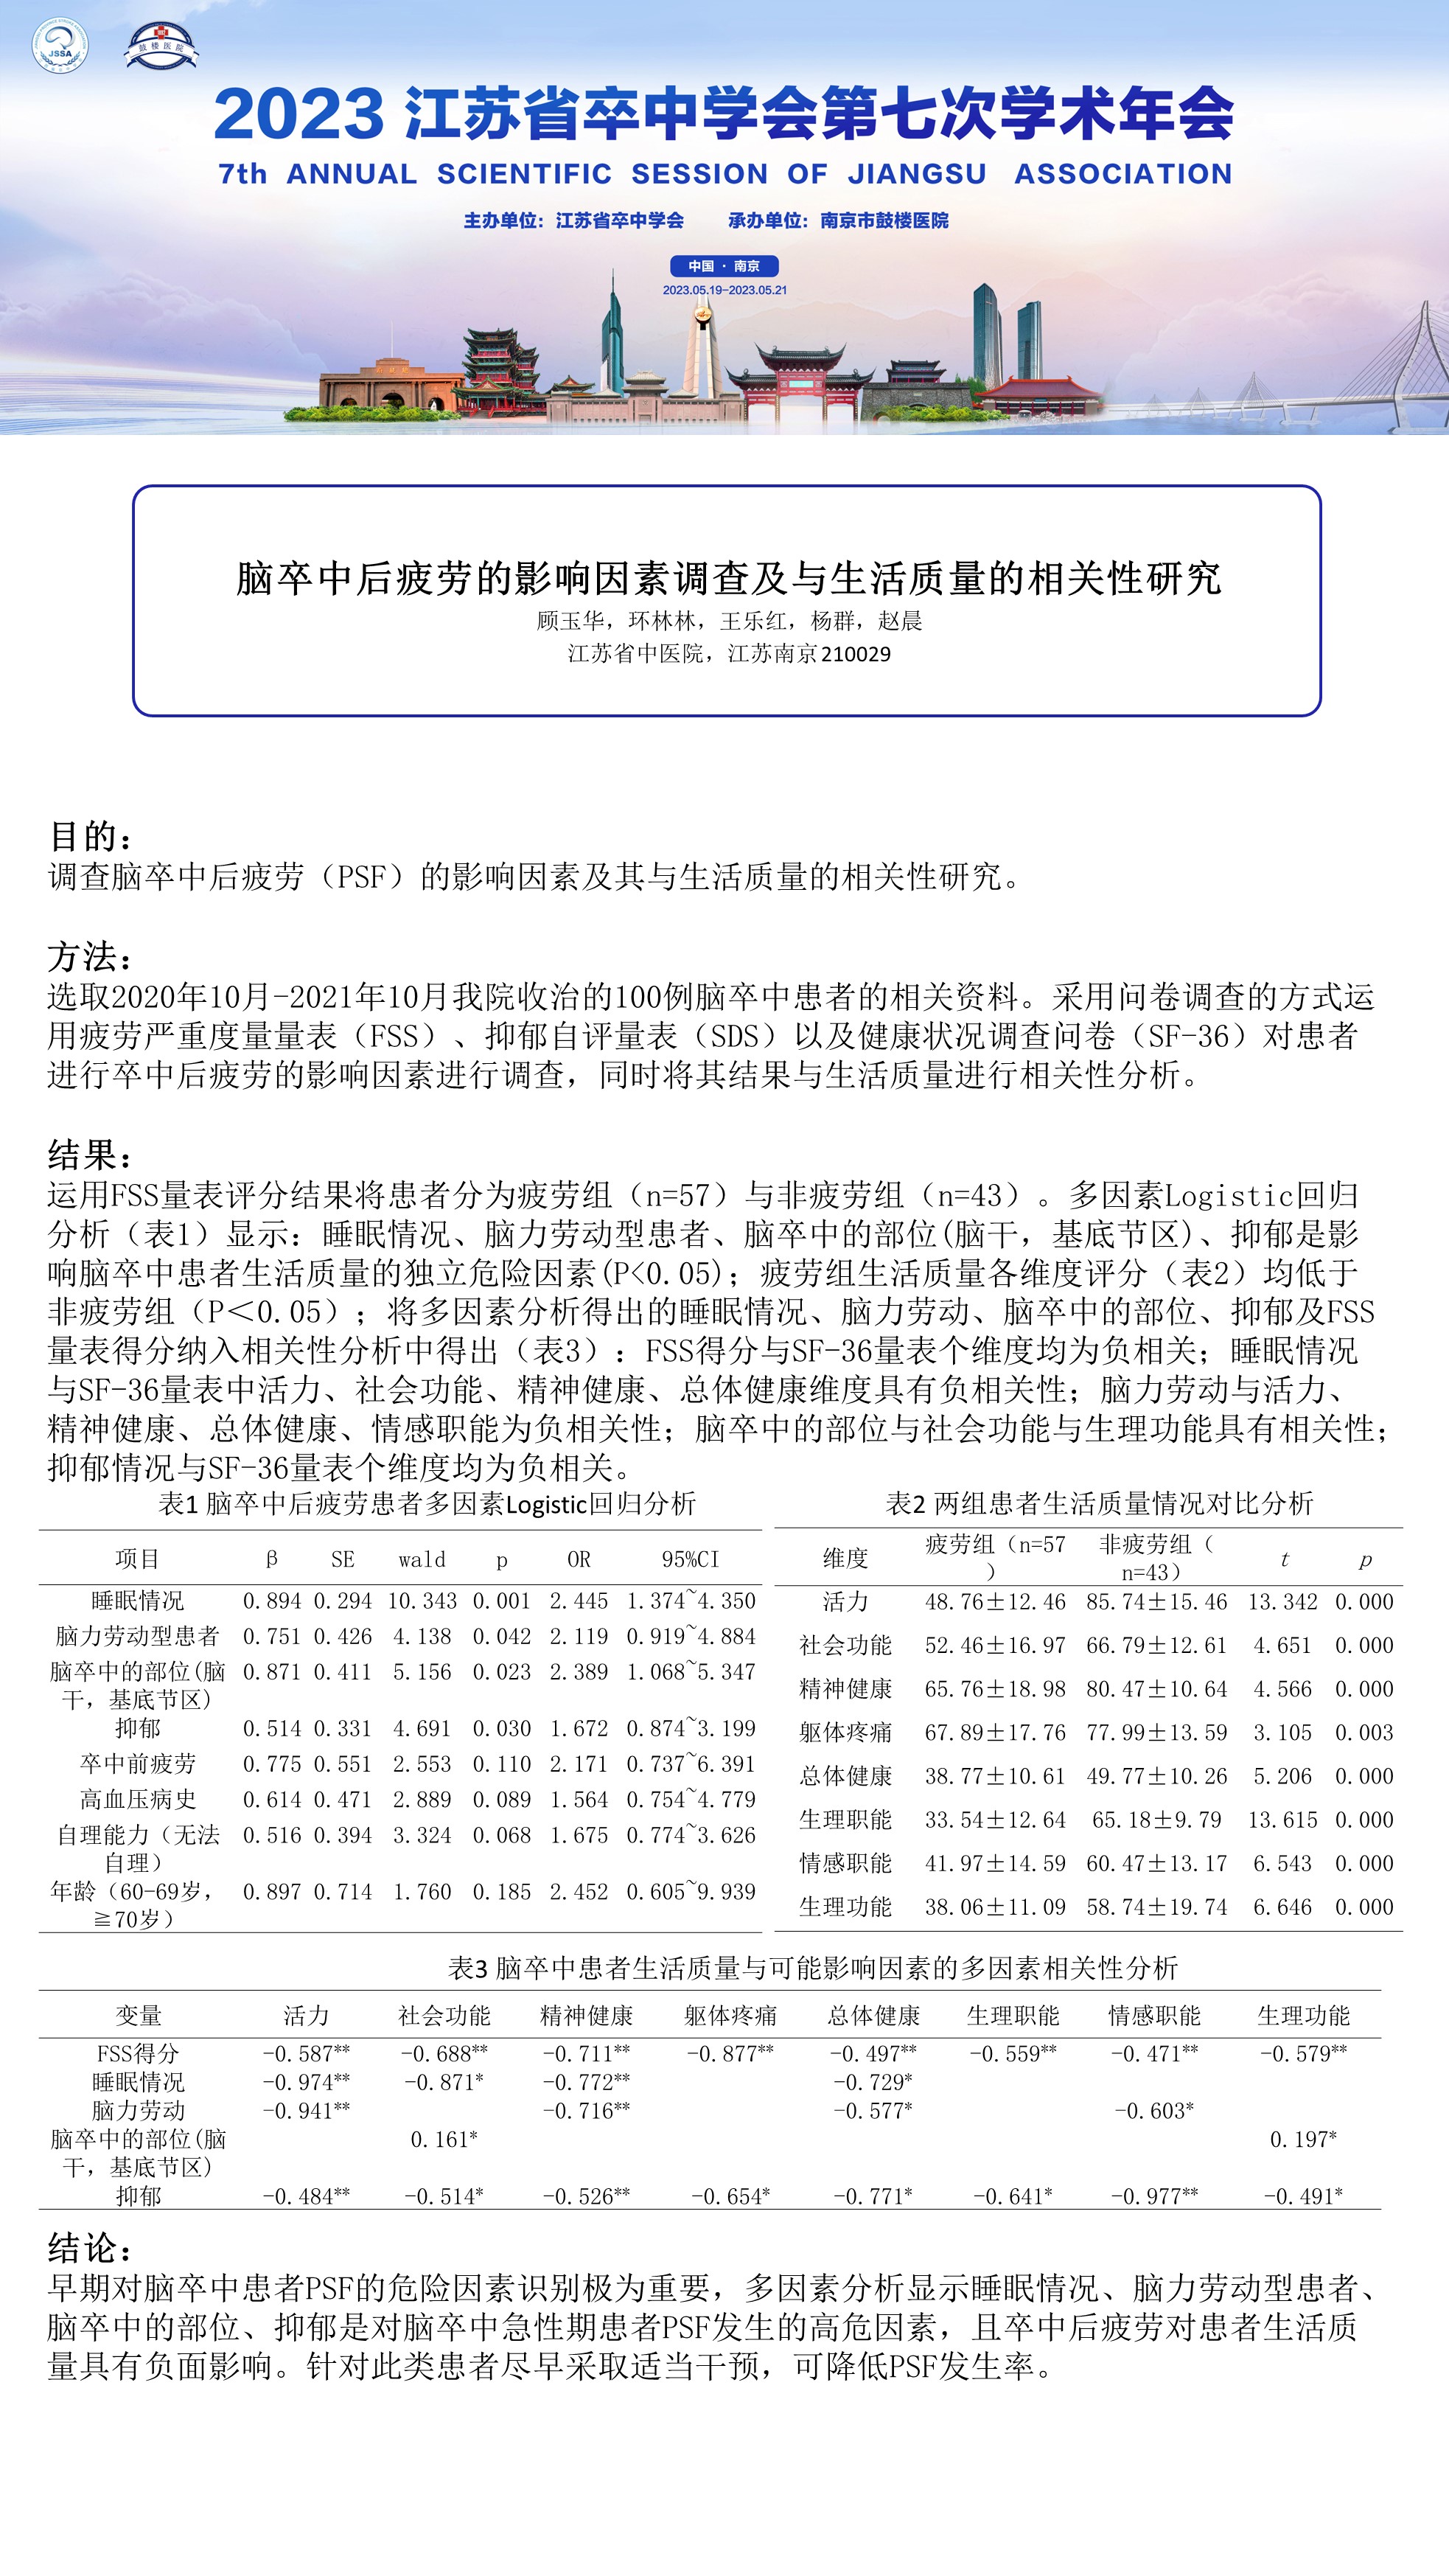 JSSA
鼓楼医院
2023 江苏省卒中学会第七次学术年会
7th ANNUAL SCIENTIFIC SESSION OF JIANGSU ASSOCIATION
主办单位：江苏省卒中学会 承办单位：南京市鼓楼医院
中国 · 南京
2023.05.19-2023.05.21
脑卒中后疲劳的影响因素调查及与生活质量的相关性研究
顾玉华，环林林，王乐红，杨群，赵晨
江苏省中医院，江苏南京210029
目的：
调查脑卒中后疲劳（PSF）的影响因素及其与生活质量的相关性研究。
方法：
选取2020年10月-2021年10月我院收治的100例脑卒中患者的相关资料。采用问卷调查的方式运
用疲劳严重度量量表（FSS）、抑郁自评量表（SDS）以及健康状况调查问卷（SF-36）对患者
进行卒中后疲劳的影响因素进行调查，同时将其结果与生活质量进行相关性分析。
结果：
运用FSS量表评分结果将患者分为疲劳组（n=57）与非疲劳组（n=43）。多因素Logistic回归
分析（表1）显示：睡眠情况、脑力劳动型患者、脑卒中的部位(脑干，基底节区)、抑郁是影
响脑卒中患者生活质量的独立危险因素(P<0.05)；疲劳组生活质量各维度评分（表2）均低于
非疲劳组（P＜0.05）；将多因素分析得出的睡眠情况、脑力劳动、脑卒中的部位、抑郁及FSS
量表得分纳入相关性分析中得出（表3）：FSS得分与SF-36量表个维度均为负相关；睡眠情况
与SF-36量表中活力、社会功能、精神健康、总体健康维度具有负相关性；脑力劳动与活力、
精神健康、总体健康、情感职能为负相关性；脑卒中的部位与社会功能与生理功能具有相关性；
抑郁情况与SF-36量表个维度均为负相关。
表1 脑卒中后疲劳患者多因素Logistic回归分析
项目 β SE wald p OR 95%CI
睡眠情况 0.894 0.294 10.343 0.001 2.445 1.374~4.350
脑力劳动型患者 0.751 0.426 4.138 0.042 2.119 0.919~4.884
脑卒中的部位(脑 0.871 0.411 5.156 0.023 2.389 1.068~5.347
干，基底节区)
抑郁 0.514 0.331 4.691 0.030 1.672 0.874~3.199
卒中前疲劳 0.775 0.551 2.553 0.110 2.171 0.737~6.391
高血压病史 0.614 0.471 2.889 0.089 1.564 0.754~4.779
自理能力（无法 0.516 0.394 3.324 0.068 1.675 0.774~3.626
自理）
年龄（60-69岁， 0.897 0.714 1.760 0.185 2.452 0.605~9.939
≧70岁）
表2 两组患者生活质量情况对比分析
维度 疲劳组（n=57 非疲劳组（ t p
） n=43）
活力 48.76±12.46 85.74±15.46 13.342 0.000
社会功能 52.46±16.97 66.79±12.61 4.651 0.000
精神健康 65.76±18.98 80.47±10.64 4.566 0.000
躯体疼痛 67.89±17.76 77.99±13.59 3.105 0.003
总体健康 38.77±10.61 49.77±10.26 5.206 0.000
生理职能 33.54±12.64 65.18±9.79 13.615 0.000
情感职能 41.97±14.59 60.47±13.17 6.543 0.000
生理功能 38.06±11.09 58.74±19.74 6.646 0.000
表3 脑卒中患者生活质量与可能影响因素的多因素相关性分析
变量 活力 社会功能 精神健康 躯体疼痛 总体健康 生理职能 情感职能 生理功能
FSS得分 -0.587** -0.688** -0.711** -0.877** -0.497** -0.559** -0.471** -0.579**
睡眠情况 -0.974** -0.871* -0.772** -0.729*
脑力劳动 -0.941** -0.716** -0.577* -0.603*
脑卒中的部位(脑 0.161* 0.197*
干，基底节区)
抑郁 -0.484** -0.514* -0.526** -0.654* -0.771* -0.641* -0.977** -0.491*
结论：
早期对脑卒中患者PSF的危险因素识别极为重要，多因素分析显示睡眠情况、脑力劳动型患者、
脑卒中的部位、抑郁是对脑卒中急性期患者PSF发生的高危因素，且卒中后疲劳对患者生活质
量具有负面影响。针对此类患者尽早采取适当干预，可降低PSF发生率。